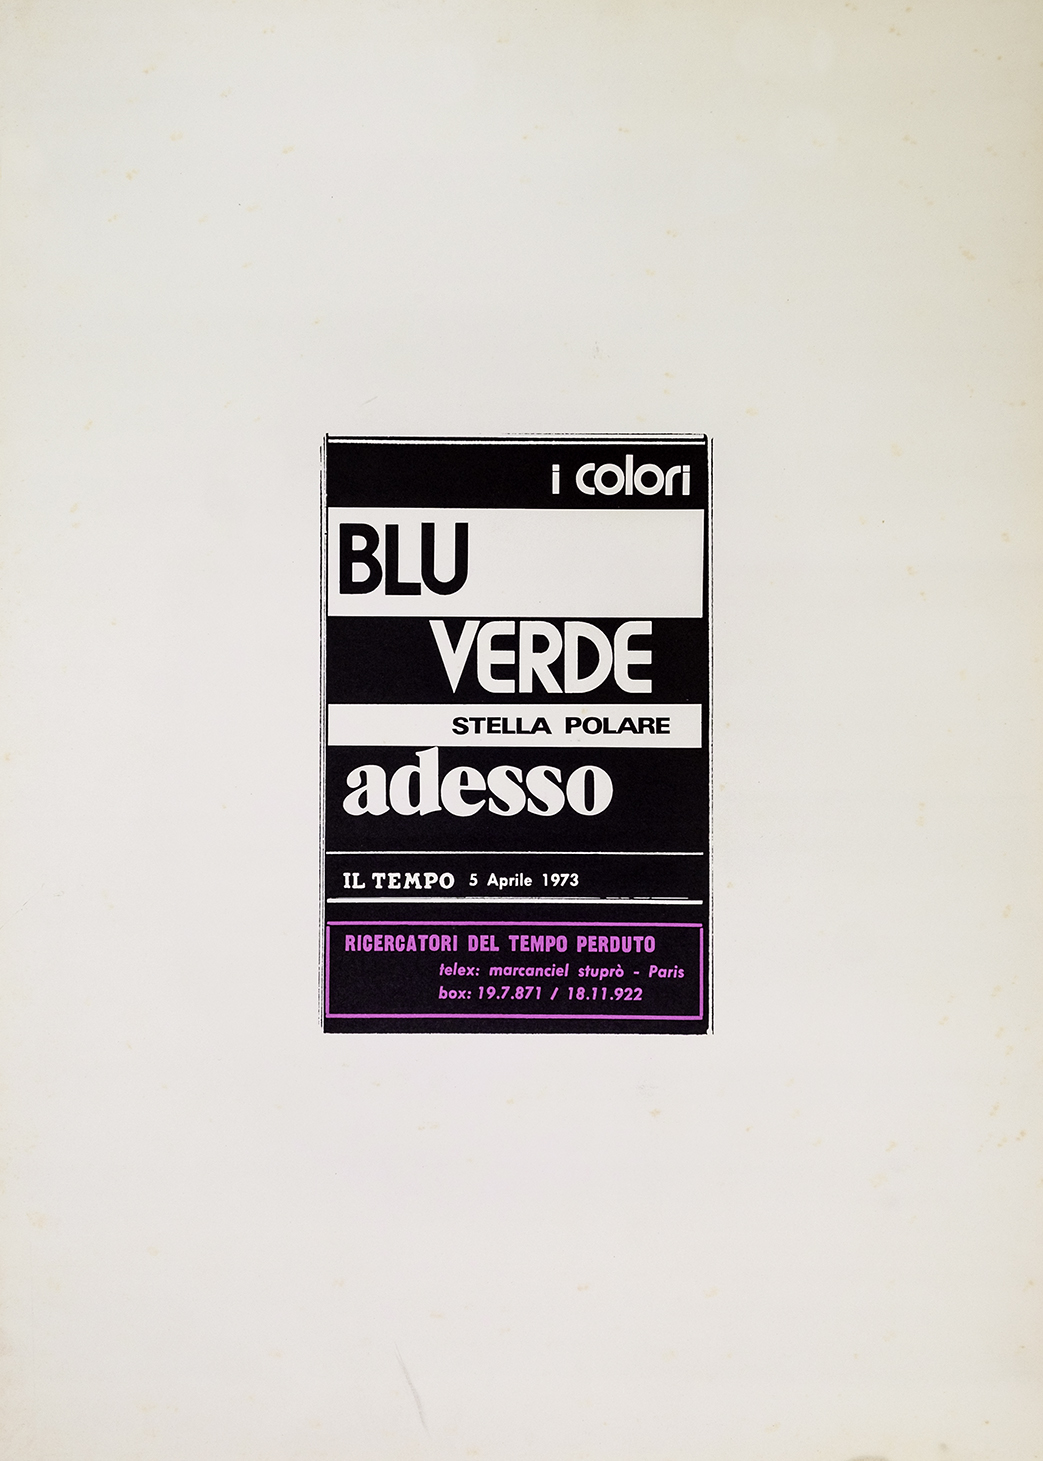 i colori
BLU
VERDE
STELLA POLARE
adesso
IL TEMPO 5 Aprile 1973
RICERCATORI DEL TEMPO PERDUTO
telex: marcanciel stuprò - Paris
box: 19.7.871 / 18.11.922